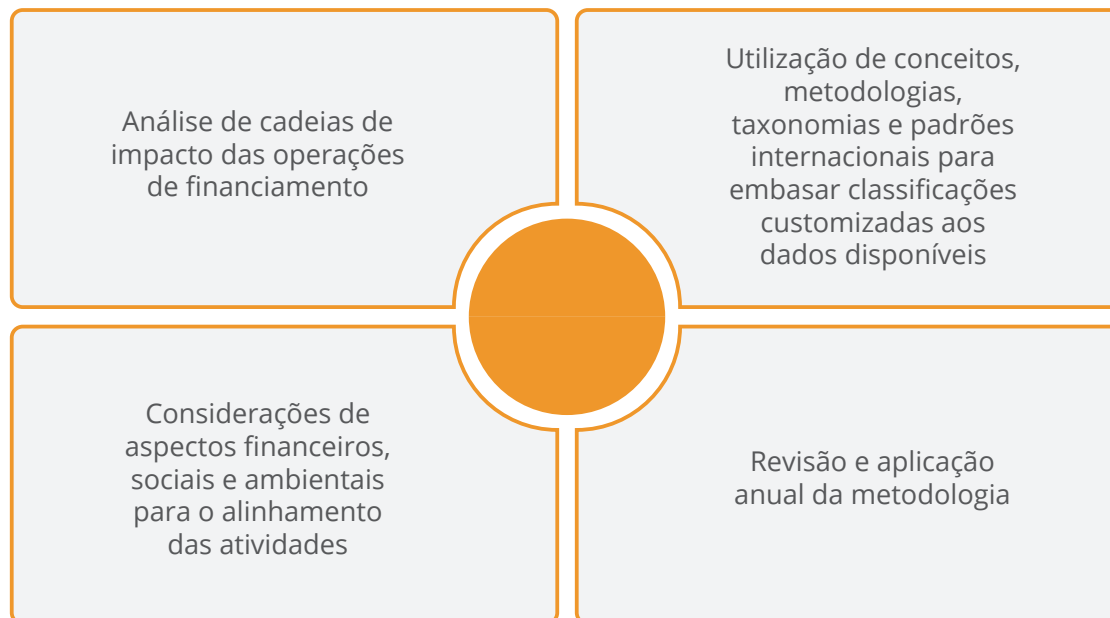 Análise de cadeias de
impacto das operações
de financiamento
Utilização de conceitos,
metodologias,
taxonomias e padrões
internacionais para
embasar classificações
customizadas aos
dados disponíveis
Considerações de
aspectos financeiros,
sociais e ambientais
para o alinhamento
das atividades
Revisão e aplicação
anual da metodologia